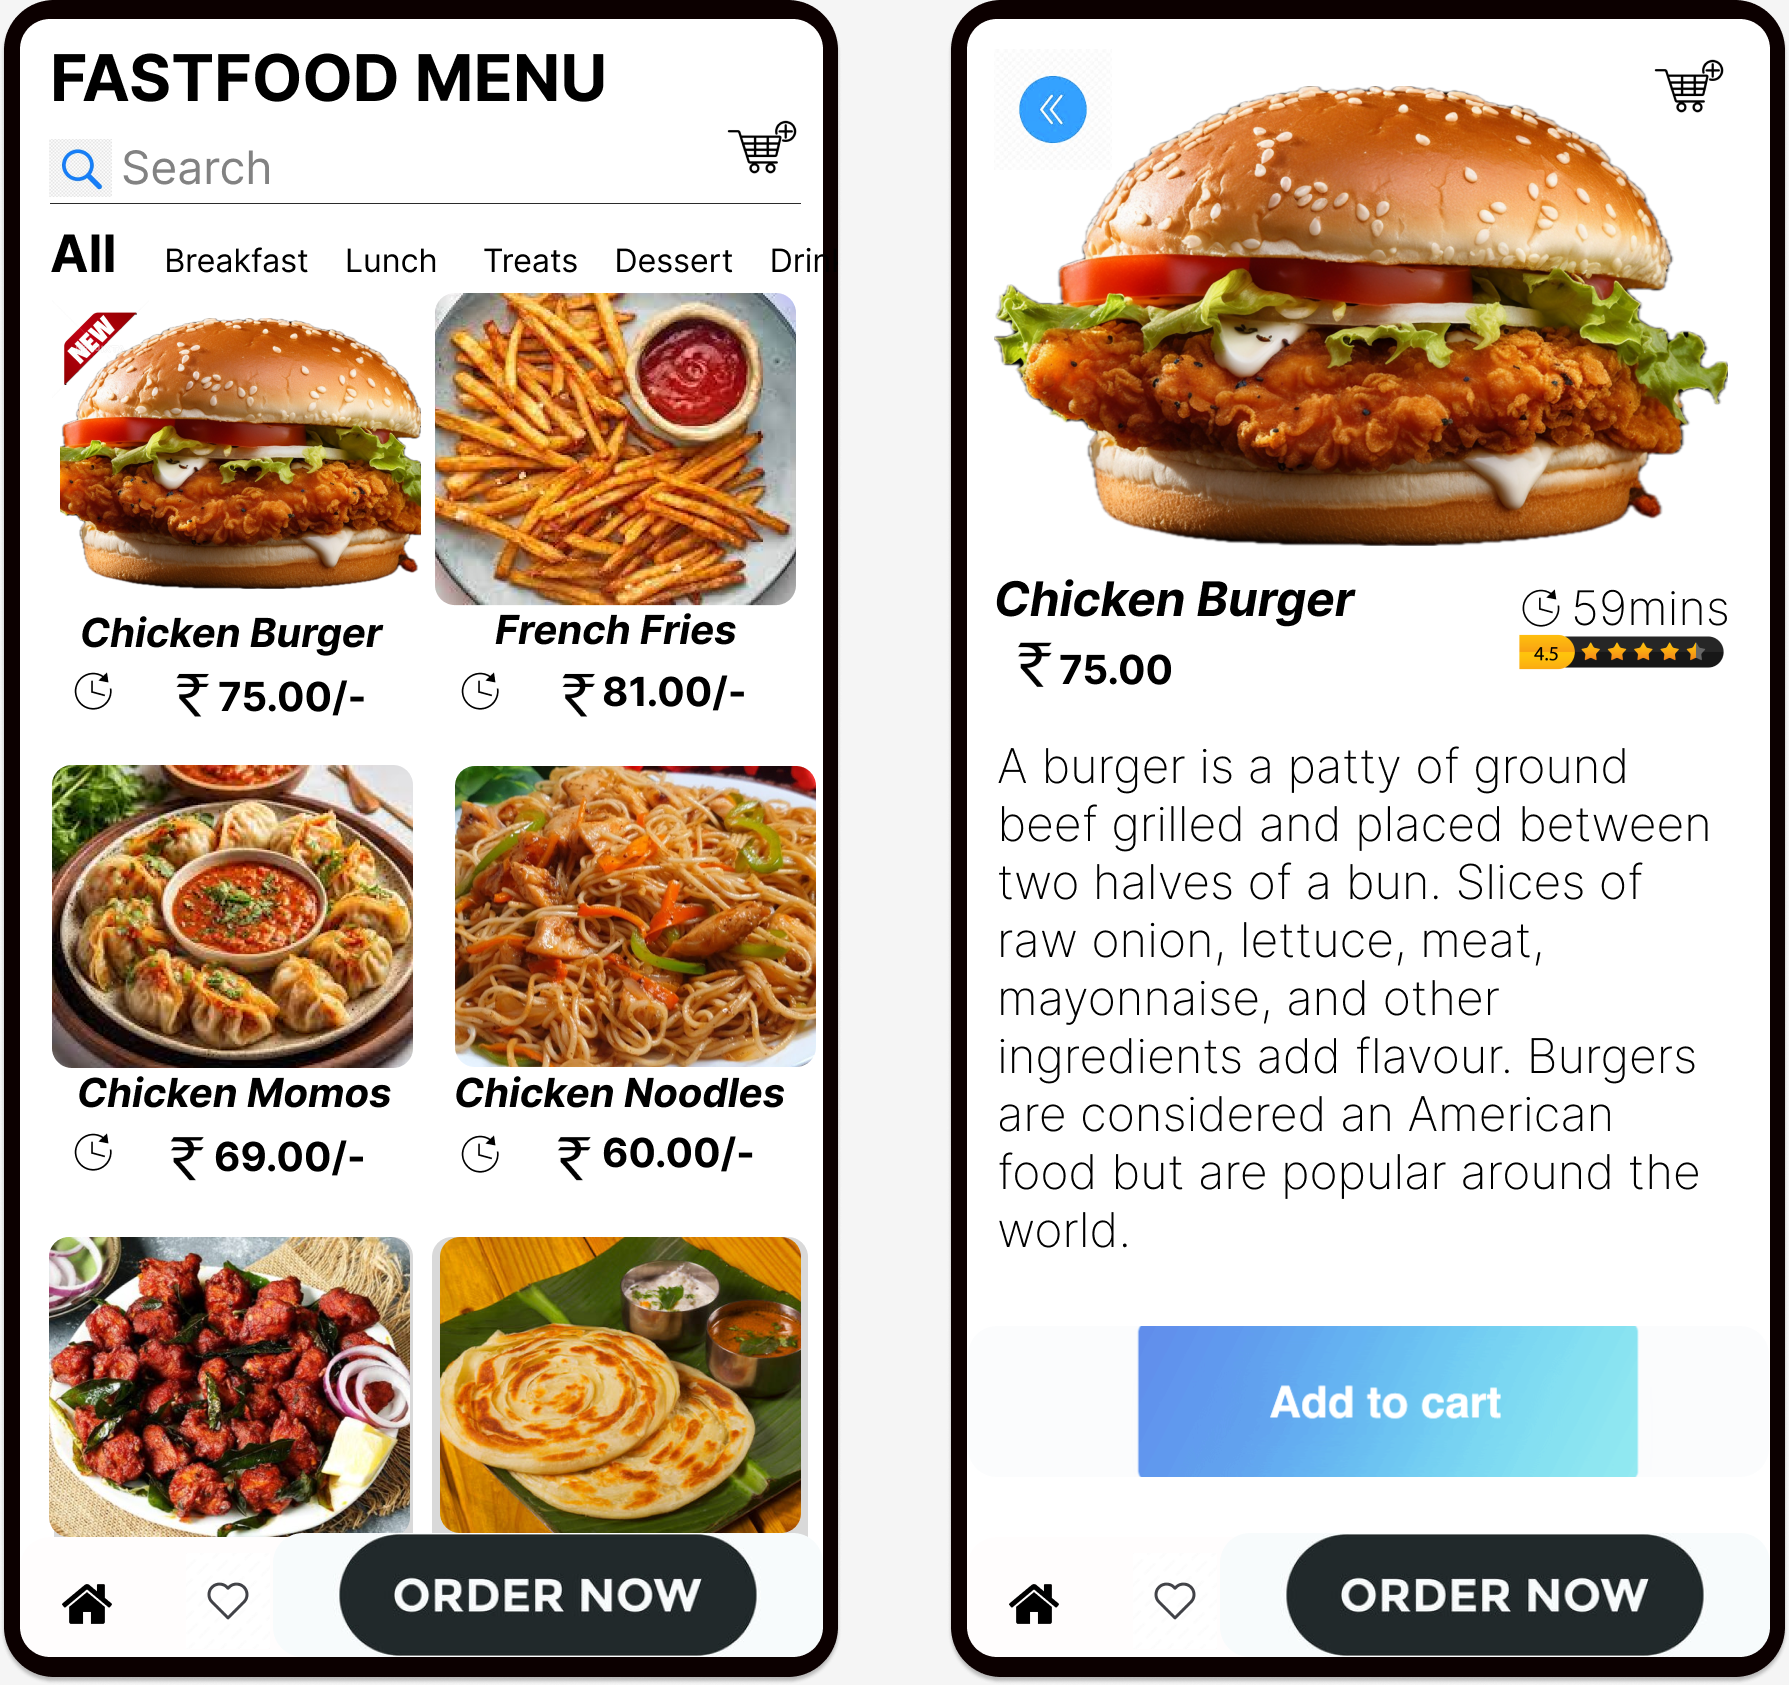 FASTFOOD MENU
Search
All Breakfast Lunch Treats Dessert Drin
NEW
Chicken Burger French Fries
₹ 75.00/- ₹ 81.00/-
Chicken Momos Chicken Noodles
₹ 69.00/- ₹ 60.00/-
ORDER NOW
Chicken Burger
59mins
₹ 75.00
4.5
A burger is a patty of ground
beef grilled and placed between
two halves of a bun. Slices of
raw onion, lettuce, meat,
mayonnaise, and other
ingredients add flavour. Burgers
are considered an American
food but are popular around the
world.
Add to cart
ORDER NOW